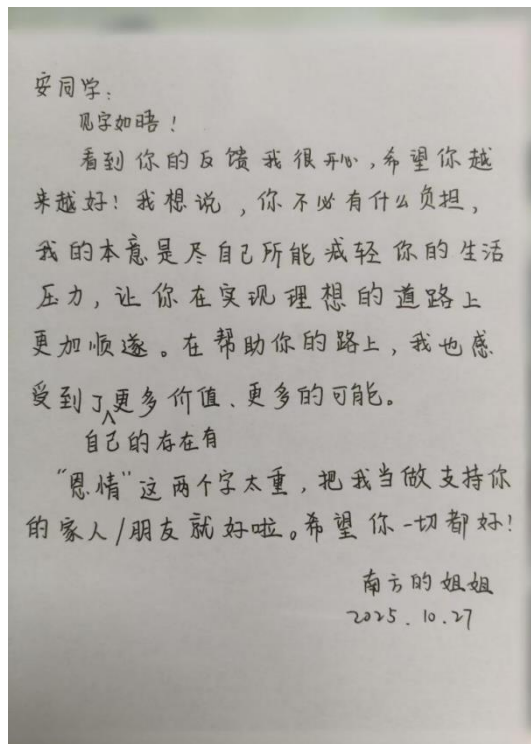 安同学：
见字如晤！
看到你的反馈我很开心，希望你越
来越好！我想说，你不必有什么负担，
我的本意是尽自己所能减轻你的生活
压力，让你在实现理想的道路上
更加顺遂。在帮助你的路上，我也感
受到了更多价值、更多的可能。
自己的存在有
“恩情”这两个字太重，把我当做支持你
的家人/朋友就好啦。希望你一切都好！
南方的姐姐
2025.10.27